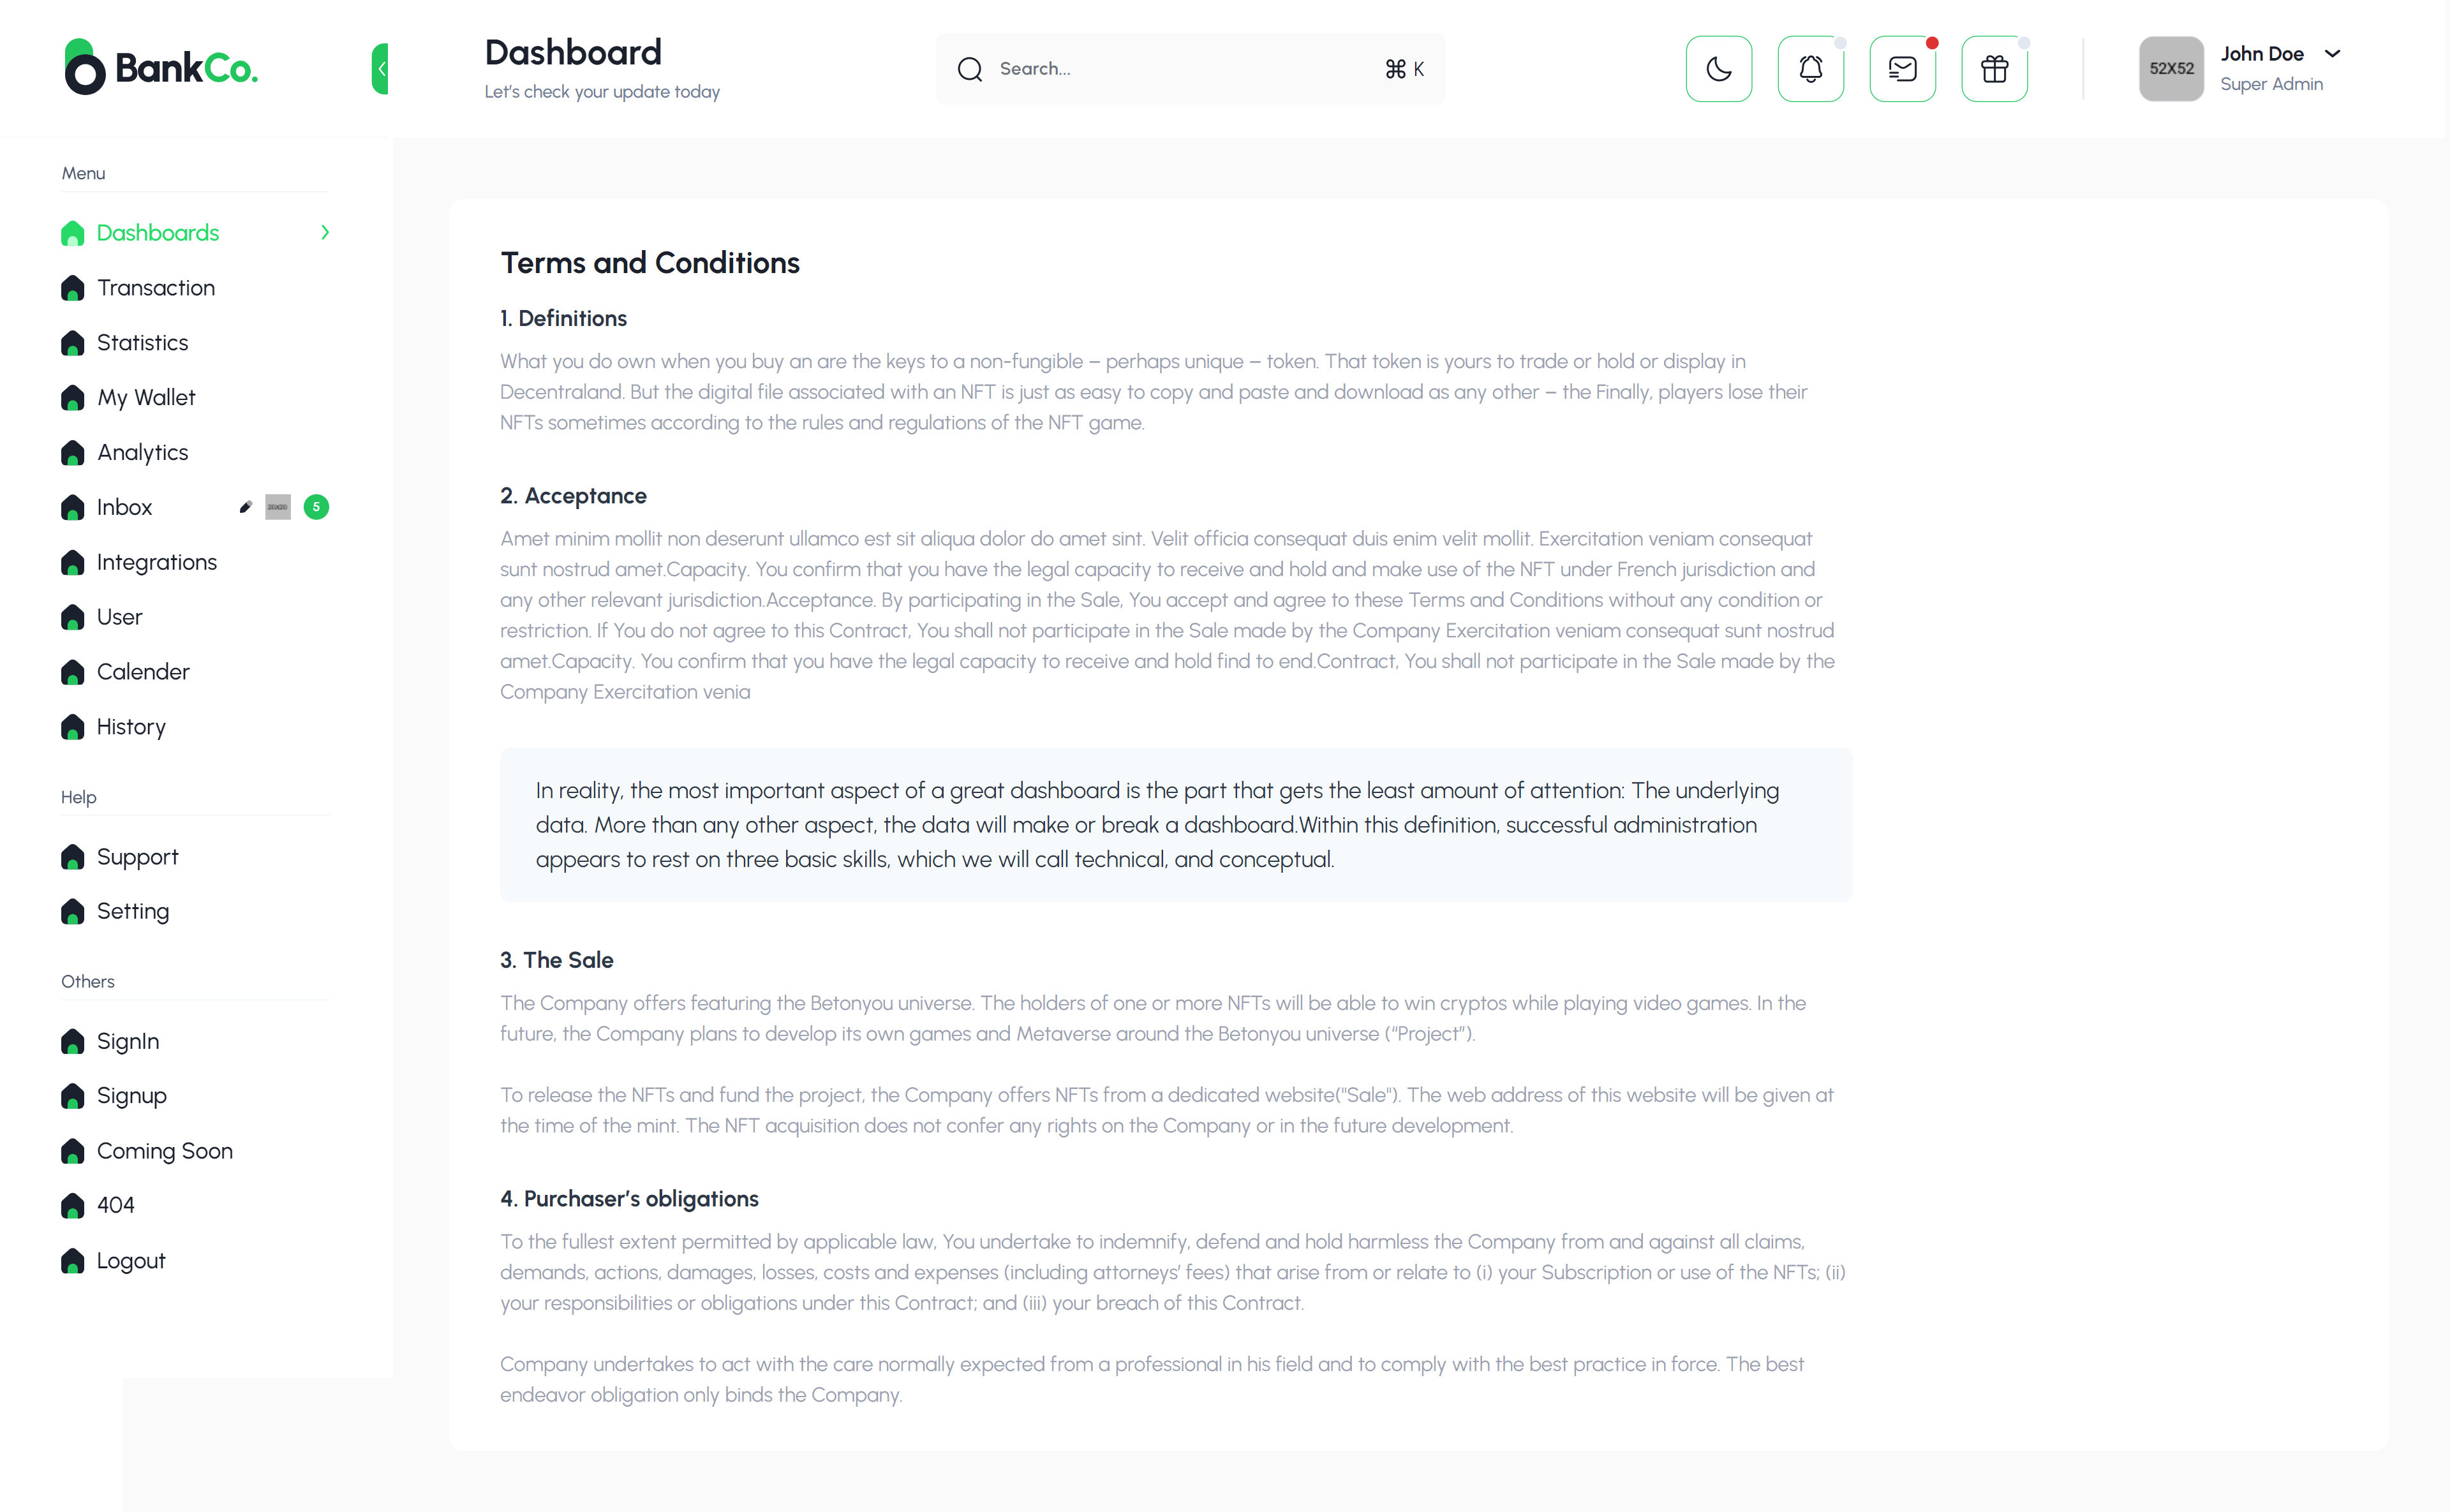 BankCo.
Dashboard
Let's check your update today
Search...
⌘ K
52X52
John Doe
Super Admin
Menu
Dashboards
Transaction
Statistics
My Wallet
Analytics
Inbox
20X20
5
Integrations
User
Calender
History
Help
Support
Setting
Others
SignIn
Signup
Coming Soon
404
Logout
Terms and Conditions
1. Definitions
What you do own when you buy an are the keys to a non-fungible – perhaps unique – token. That token is yours to trade or hold or display in
Decentraland. But the digital file associated with an NFT is just as easy to copy and paste and download as any other – the Finally, players lose their
NFTs sometimes according to the rules and regulations of the NFT game.
2. Acceptance
Amet minim mollit non deserunt ullamco est sit aliqua dolor do amet sint. Velit officia consequat duis enim velit mollit. Exercitation veniam consequat
sunt nostrud amet.Capacity. You confirm that you have the legal capacity to receive and hold and make use of the NFT under French jurisdiction and
any other relevant jurisdiction.Acceptance. By participating in the Sale, You accept and agree to these Terms and Conditions without any condition or
restriction. If You do not agree to this Contract, You shall not participate in the Sale made by the Company Exercitation veniam consequat sunt nostrud
amet.Capacity. You confirm that you have the legal capacity to receive and hold find to end.Contract, You shall not participate in the Sale made by the
Company Exercitation venia
In reality, the most important aspect of a great dashboard is the part that gets the least amount of attention: The underlying
data. More than any other aspect, the data will make or break a dashboard.Within this definition, successful administration
appears to rest on three basic skills, which we will call technical, and conceptual.
3. The Sale
The Company offers featuring the Betonyou universe. The holders of one or more NFTs will be able to win cryptos while playing video games. In the
future, the Company plans to develop its own games and Metaverse around the Betonyou universe (“Project”).
To release the NFTs and fund the project, the Company offers NFTs from a dedicated website("Sale"). The web address of this website will be given at
the time of the mint. The NFT acquisition does not confer any rights on the Company or in the future development.
4. Purchaser’s obligations
To the fullest extent permitted by applicable law, You undertake to indemnify, defend and hold harmless the Company from and against all claims,
demands, actions, damages, losses, costs and expenses (including attorneys’ fees) that arise from or relate to (i) your Subscription or use of the NFTs; (ii)
your responsibilities or obligations under this Contract; and (iii) your breach of this Contract.
Company undertakes to act with the care normally expected from a professional in his field and to comply with the best practice in force. The best
endeavor obligation only binds the Company.